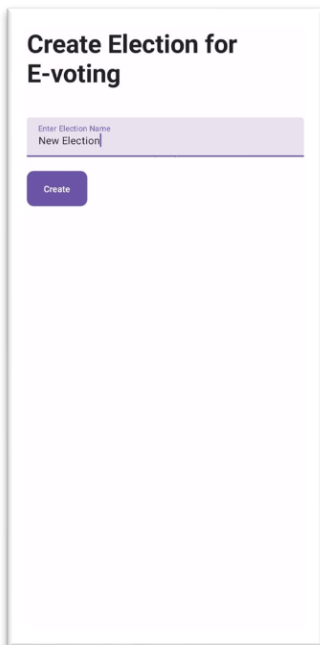 Create Election for
E-voting
Enter Election Name
New Election
Create